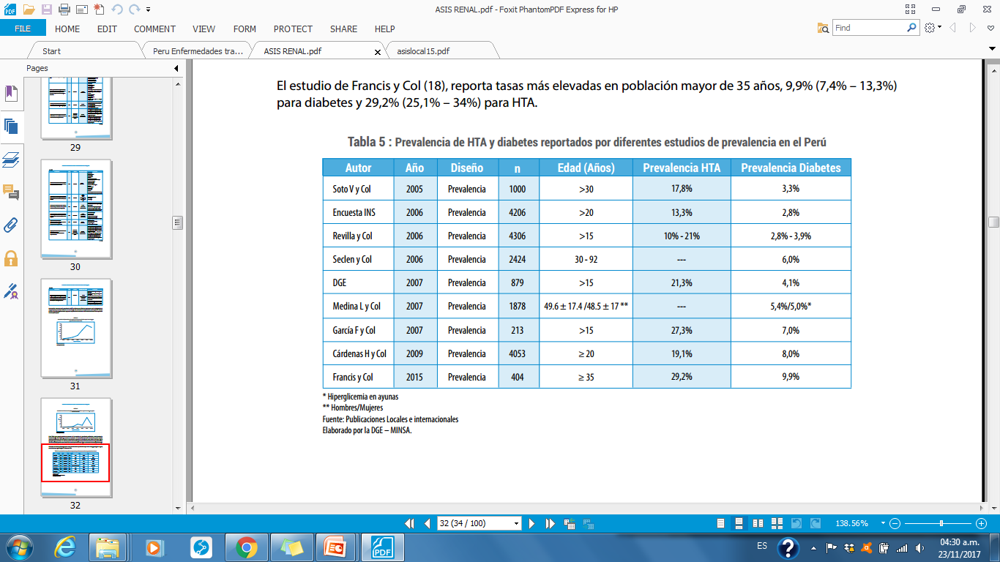 ASIS RENAL.pdf - Foxit PhantomPDF Express for HP
FILE HOME EDIT COMMENT VIEW FORM PROTECT SHARE HELP
Find
Start Peru Enfermedades tra... ASIS RENAL.pdf asislocal15.pdf
Pages
29
30
31
32
El estudio de Francis y Col (18), reporta tasas más elevadas en población mayor de 35 años, 9,9% (7,4% – 13,3%)
para diabetes y 29,2% (25,1% – 34%) para HTA.
Tabla 5 : Prevalencia de HTA y diabetes reportados por diferentes estudios de prevalencia en el Perú
Autor Año Diseño n Edad (Años) Prevalencia HTA Prevalencia Diabetes
Soto V y Col 2005 Prevalencia 1000 >30 17,8% 3,3%
Encuesta INS 2006 Prevalencia 4206 >20 13,3% 2,8%
Revilla y Col 2006 Prevalencia 4306 >15 10% - 21% 2,8% - 3,9%
Seclen y Col 2006 Prevalencia 2424 30 - 92 --- 6,0%
DGE 2007 Prevalencia 879 >15 21,3% 4,1%
Medina L y Col 2007 Prevalencia 1878 49.6 ± 17.4 /48.5 ± 17 ** --- 5,4%/5,0%*
García F y Col 2007 Prevalencia 213 >15 27,3% 7,0%
Cárdenas H y Col 2009 Prevalencia 4053 ≥ 20 19,1% 8,0%
Francis y Col 2015 Prevalencia 404 ≥ 35 29,2% 9,9%
* Hiperglicemia en ayunas
** Hombres/Mujeres
Fuente: Publicaciones Locales e internacionales
Elaborado por la DGE – MINSA.
32 (34 / 100) 138.56%
ES 04:30 a.m.
23/11/2017